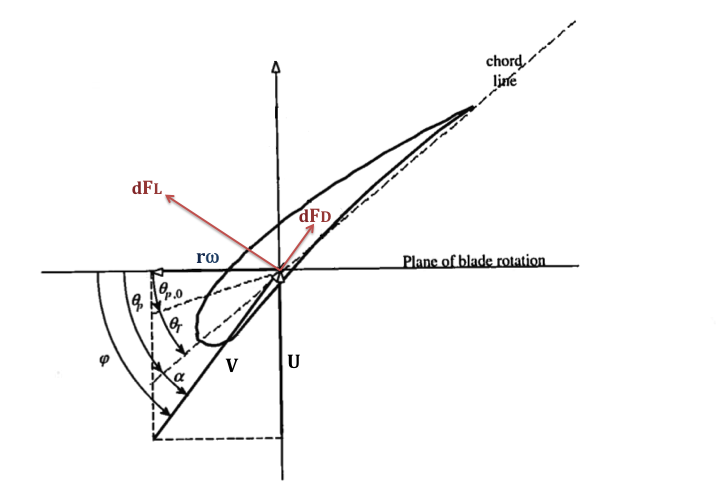 chord
line
dFL
dFD
rω
Plane of blade rotation
θp,0
θp
θT
φ
α
V
U